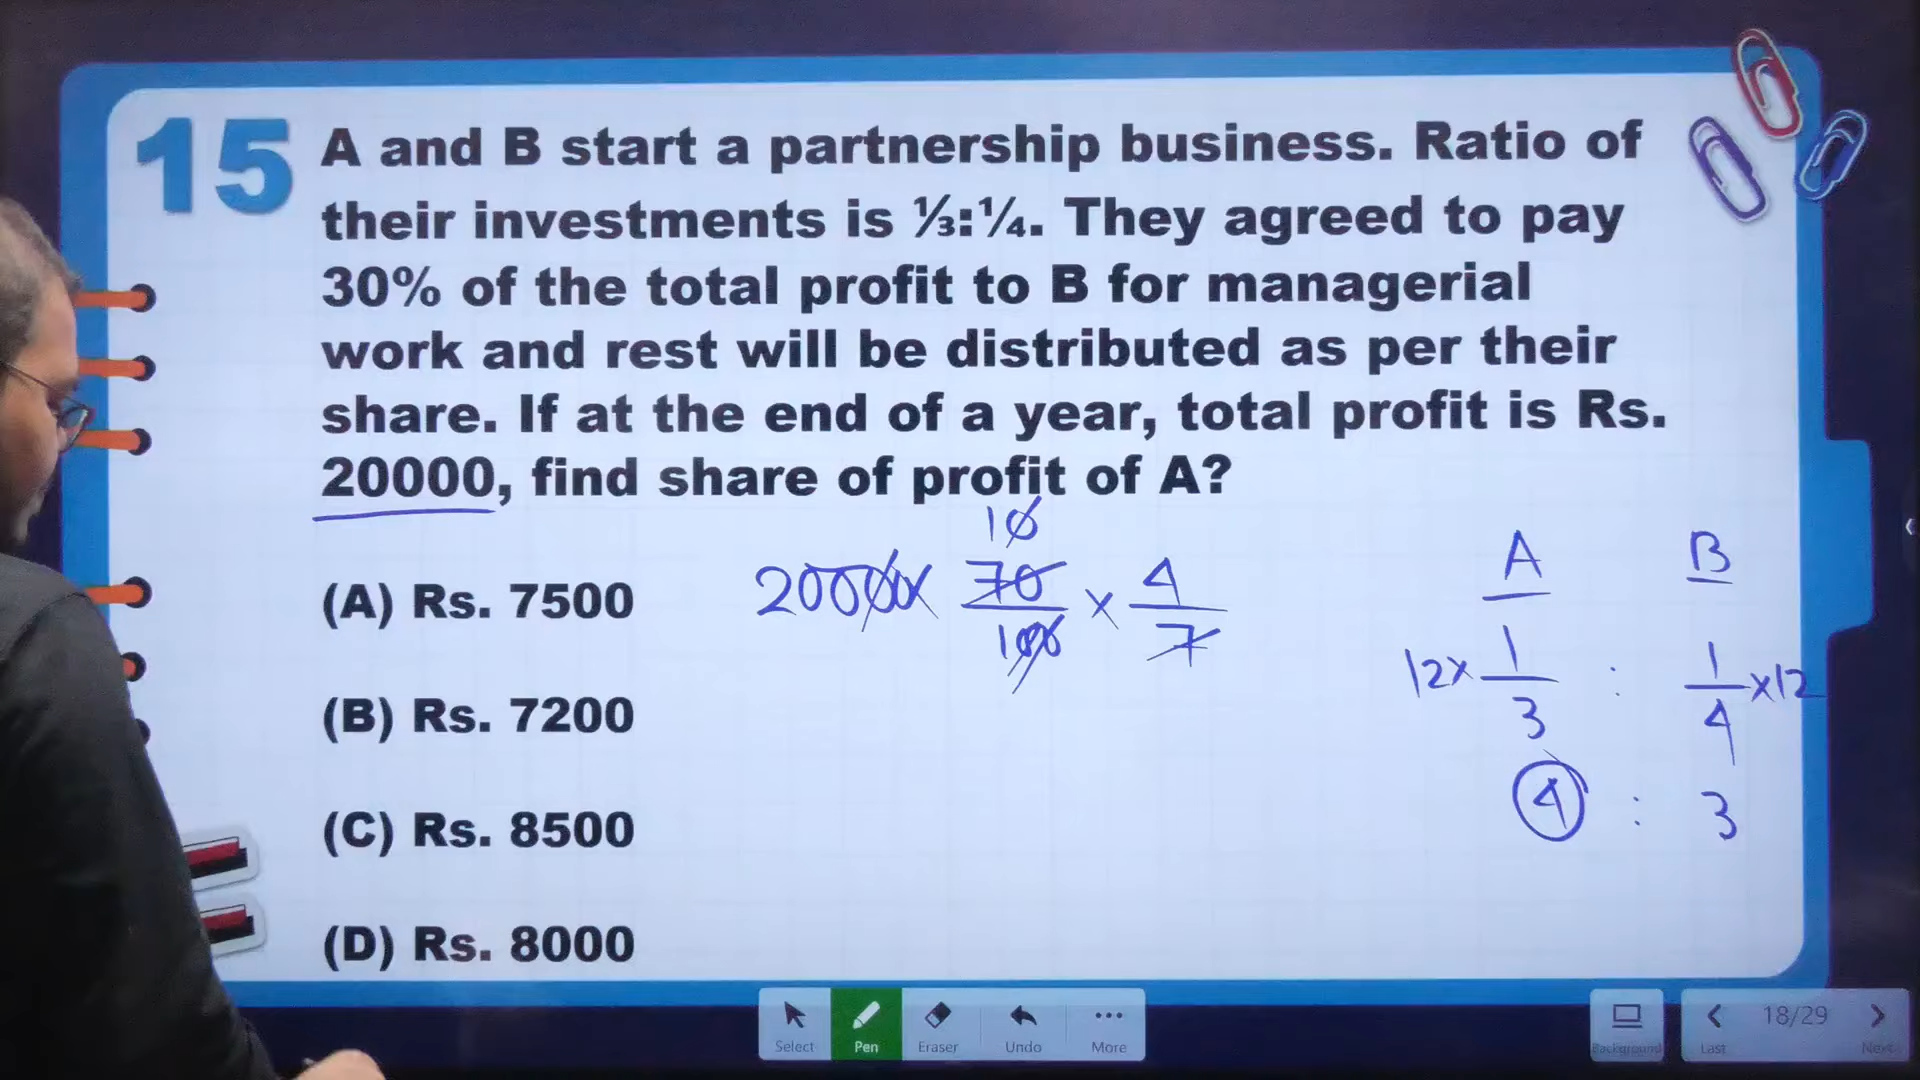 15
A and B start a partnership business. Ratio of
their investments is ⅓:¼. They agreed to pay
30% of the total profit to B for managerial
work and rest will be distributed as per their
share. If at the end of a year, total profit is Rs.
20000, find share of profit of A?
(A) Rs. 7500
(B) Rs. 7200
(C) Rs. 8500
(D) Rs. 8000
10
20000 × 70/100 × 4/7
A B
12 × 1/3 : 1/4 × 12
4 : 3
Select Pen Eraser Undo More
Background
18/29
Last Next